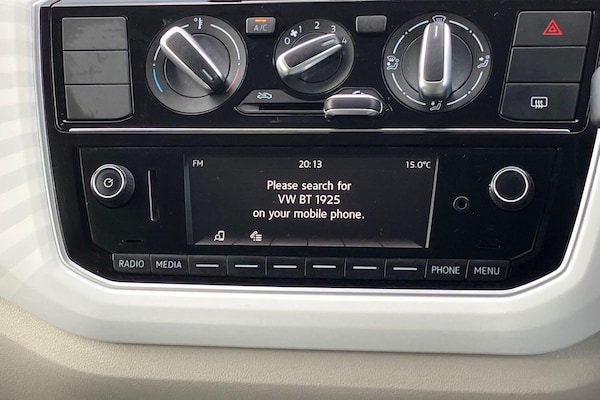 A/C
0 1 2 3 4
FM 20:13 15.0°C
Please search for
VW BT 1925
on your mobile phone.
RADIO MEDIA PHONE MENU